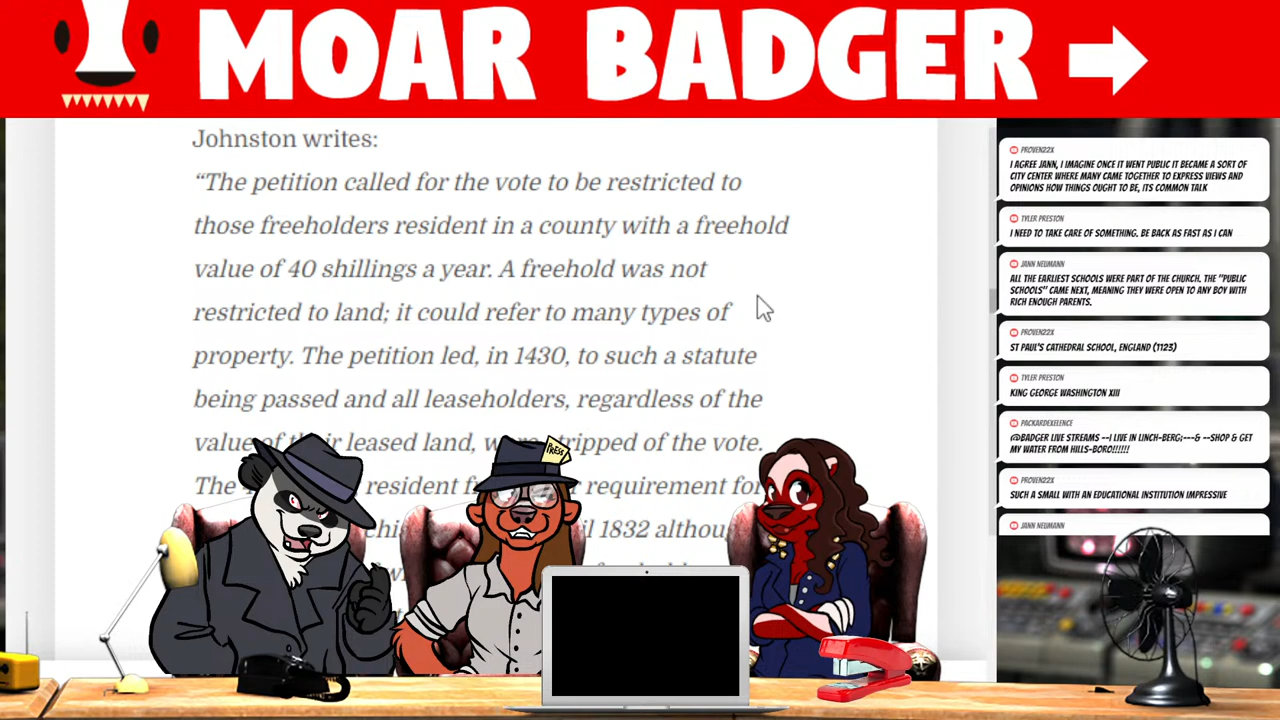 MOAR BADGER
Johnston writes:
“The petition called for the vote to be restricted to
those freeholders resident in a county with a freehold
value of 40 shillings a year. A freehold was not
restricted to land; it could refer to many types of
property. The petition led, in 1430, to such a statute
being passed and all leaseholders, regardless of the
value of their leased land, were stripped of the vote.
The resident requirement for
1832
PRESS
PROVEN22X
I AGREE JANN, I IMAGINE ONCE IT WENT PUBLIC IT BECAME A SORT OF
CITY CENTER WHERE MANY CAME TOGETHER TO EXPRESS VIEWS AND
OPINIONS HOW THINGS OUGHT TO BE, ITS COMMON TALK
TYLER PRESTON
I NEED TO TAKE CARE OF SOMETHING. BE BACK AS FAST AS I CAN
JANN NEUMANN
ALL THE EARLIEST SCHOOLS WERE PART OF THE CHURCH. THE "PUBLIC
SCHOOLS" CAME NEXT, MEANING THEY WERE OPEN TO ANY BOY WITH
RICH ENOUGH PARENTS.
PROVEN22X
ST PAUL'S CATHEDRAL SCHOOL, ENGLAND (1123)
TYLER PRESTON
KING GEORGE WASHINGTON XIII
PACKARDEXELENCE
@BADGER LIVE STREAMS --I LIVE IN LINCH-BERG;---& --SHOP & GET
MY WATER FROM HILLS-BORO!!!!!!
PROVEN22X
SUCH A SMALL WITH AN EDUCATIONAL INSTITUTION IMPRESSIVE
JANN NEUMANN